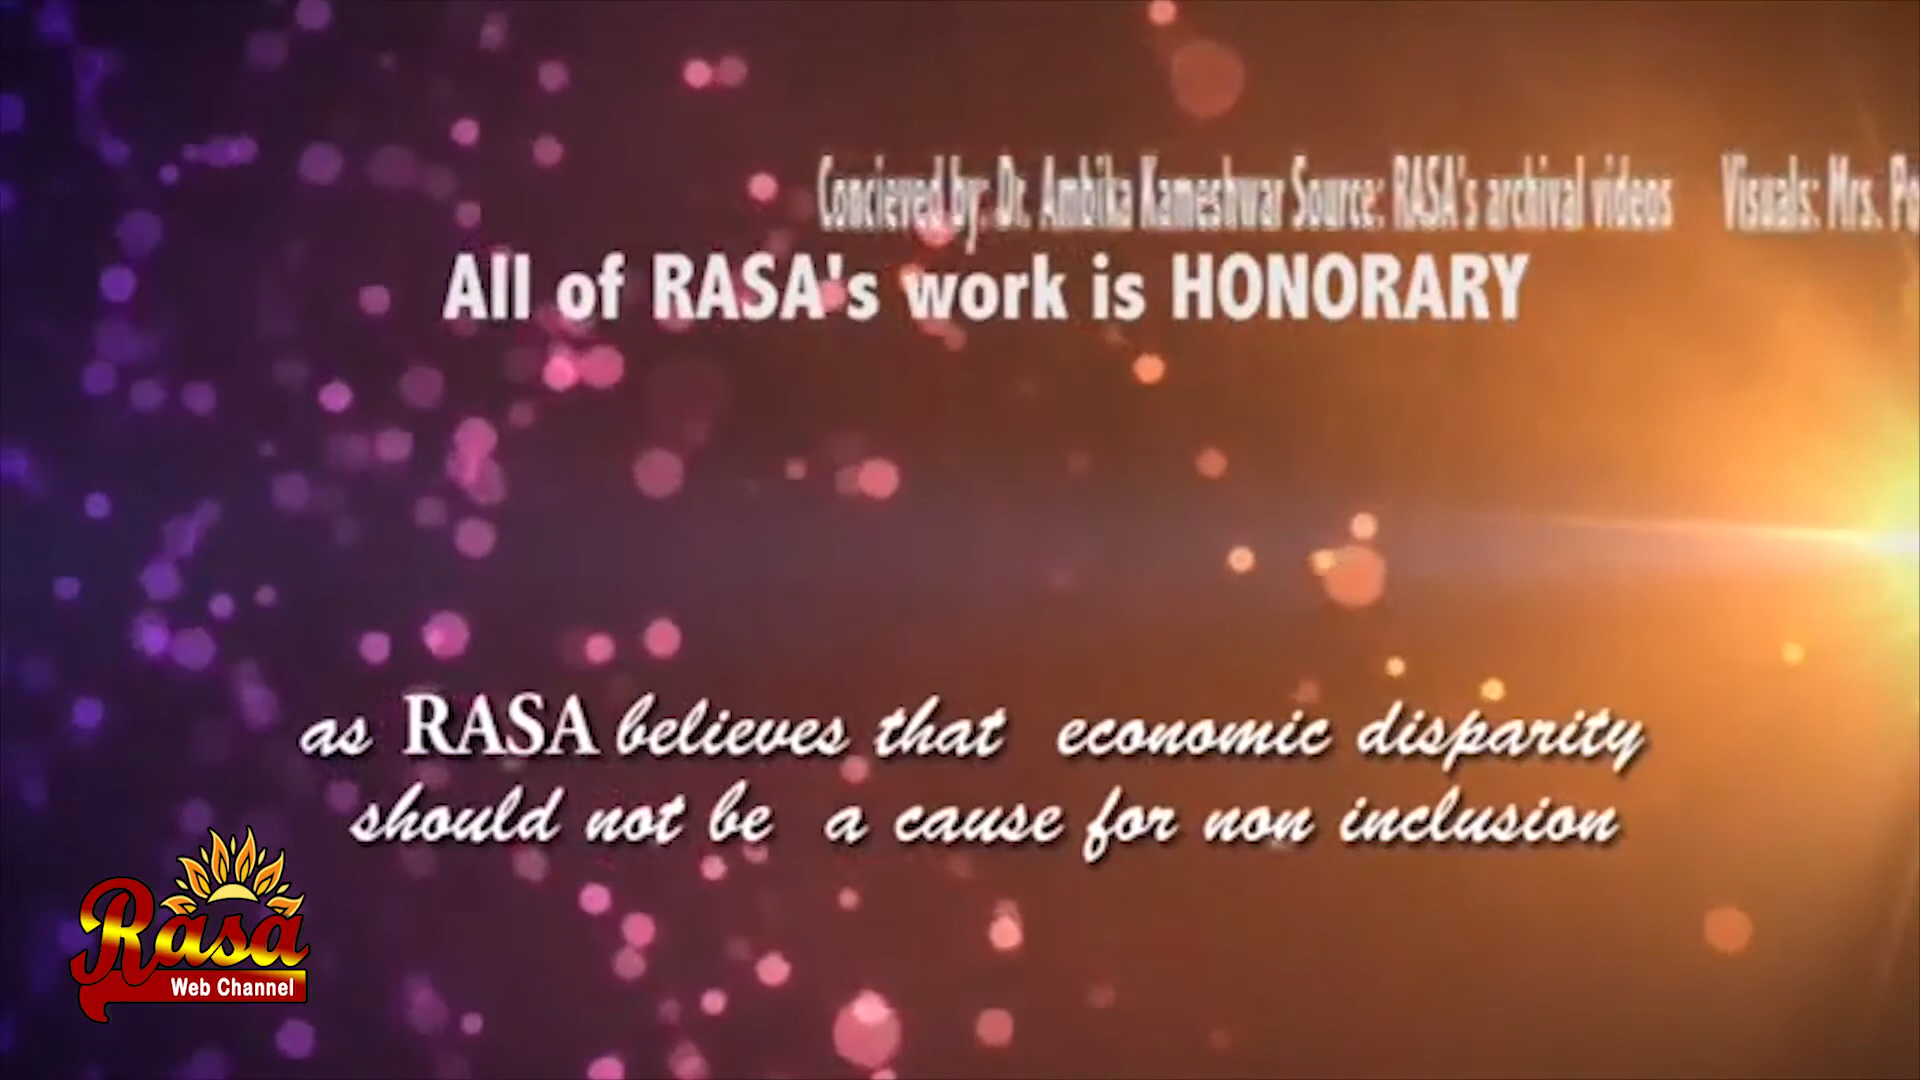 Concieved by: Dr. Ambika Kameshwar Source: RASA's archival videos Visuals: Mrs.
All of RASA's work is HONORARY
as RASA believes that economic disparity
should not be a cause for non inclusion
Rasa
Web Channel